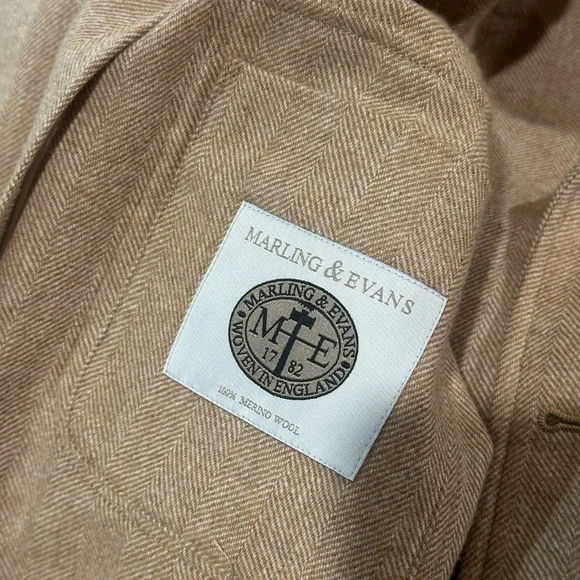 MARLING & EVANS
MARLING & EVANS
M E
17 82
• WOVEN IN ENGLAND •
100% MERINO WOOL